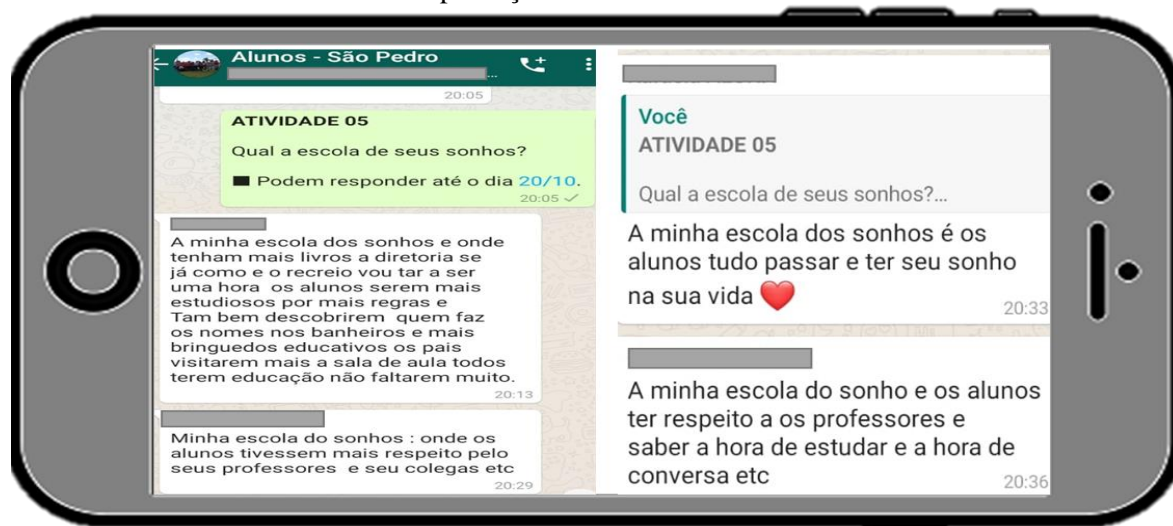 Alunos - São Pedro
...
20:05
ATIVIDADE 05
Qual a escola de seus sonhos?
Podem responder até o dia 20/10.
20:05
A minha escola dos sonhos e onde
tenham mais livros a diretoria se
já como e o recreio vou tar a ser
uma hora os alunos serem mais
estudiosos por mais regras e
Tam bem descobrirem quem faz
os nomes nos banheiros e mais
bringuedos educativos os pais
visitarem mais a sala de aula todos
terem educação não faltarem muito.
20:13
Minha escola do sonhos : onde os
alunos tivessem mais respeito pelo
seus professores e seu colegas etc
20:29
Você
ATIVIDADE 05
Qual a escola de seus sonhos?...
A minha escola dos sonhos é os
alunos tudo passar e ter seu sonho
na sua vida ❤️
20:33
A minha escola do sonho e os alunos
ter respeito a os professores e
saber a hora de estudar e a hora de
conversa etc
20:36